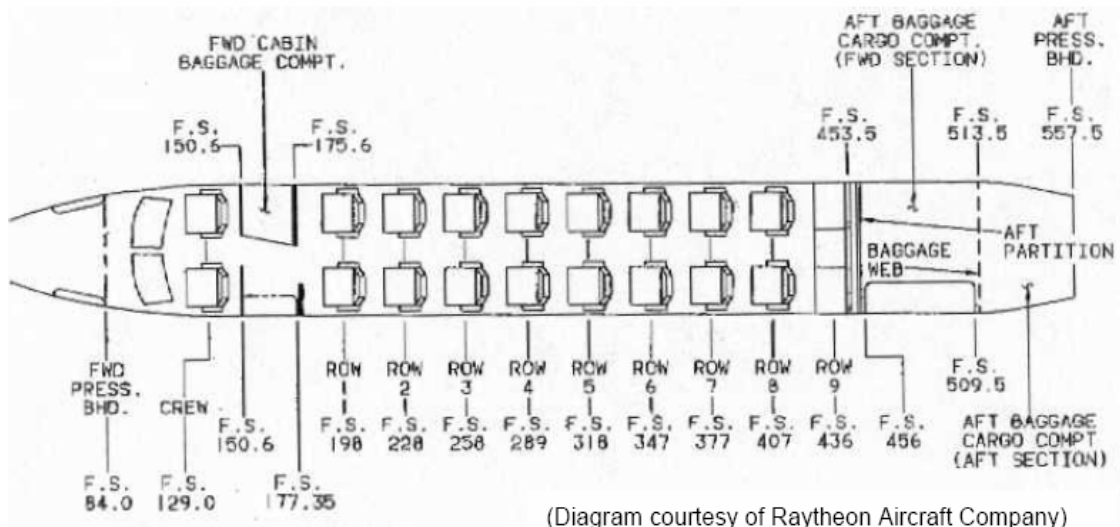 FWD CABIN
BAGGAGE COMPT.
AFT BAGGAGE
CARGO COMPT.
(FWD SECTION)
AFT
PRESS.
BHD.
F.S.
150.6
F.S.
175.6
F.S.
453.5
F.S.
513.5
F.S.
557.5
AFT
PARTITION
BAGGAGE
WEB
FWD
PRESS.
BHD.
CREW
ROW
1
ROW
2
ROW
3
ROW
4
ROW
5
ROW
6
ROW
7
ROW
8
ROW
9
F.S.
509.5
F.S.
150.6
F.S.
198
F.S.
228
F.S.
258
F.S.
289
F.S.
318
F.S.
347
F.S.
377
F.S.
407
F.S.
436
F.S.
456
AFT BAGGAGE
CARGO COMPT
(AFT SECTION)
F.S.
84.0
F.S.
129.0
F.S.
177.35
(Diagram courtesy of Raytheon Aircraft Company)